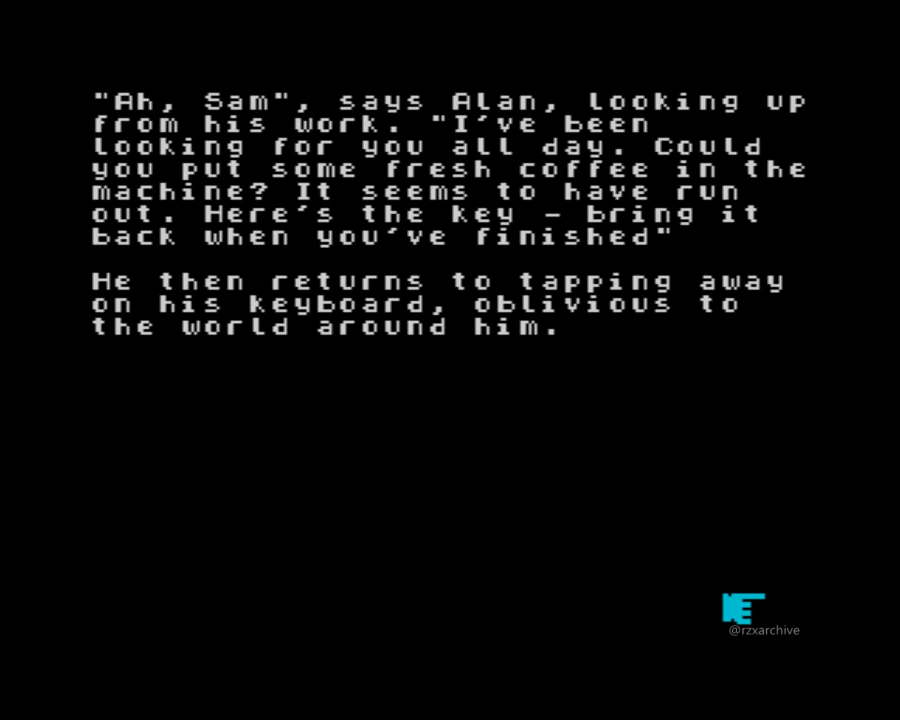 "Ah, Sam", says Alan, looking up
from his work. "I've been
looking for you all day. Could
you put some fresh coffee in the
machine? It seems to have run
out. Here's the key - bring it
back when you've finished"
He then returns to tapping away
on his keyboard, oblivious to
the world around him.
@rzxarchive